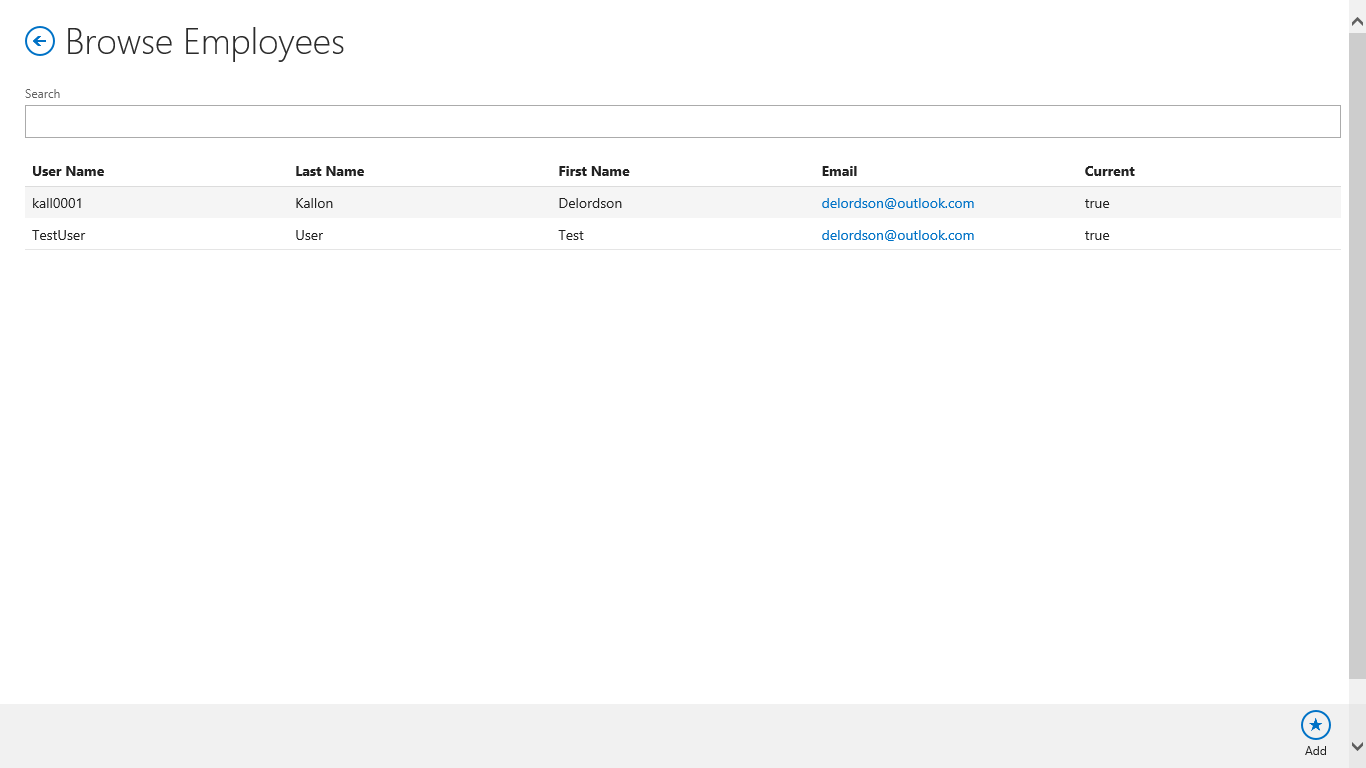 Browse Employees
Search
User Name Last Name First Name Email Current
kall0001 Kallon Delordson delordson@outlook.com true
TestUser User Test delordson@outlook.com true
Add